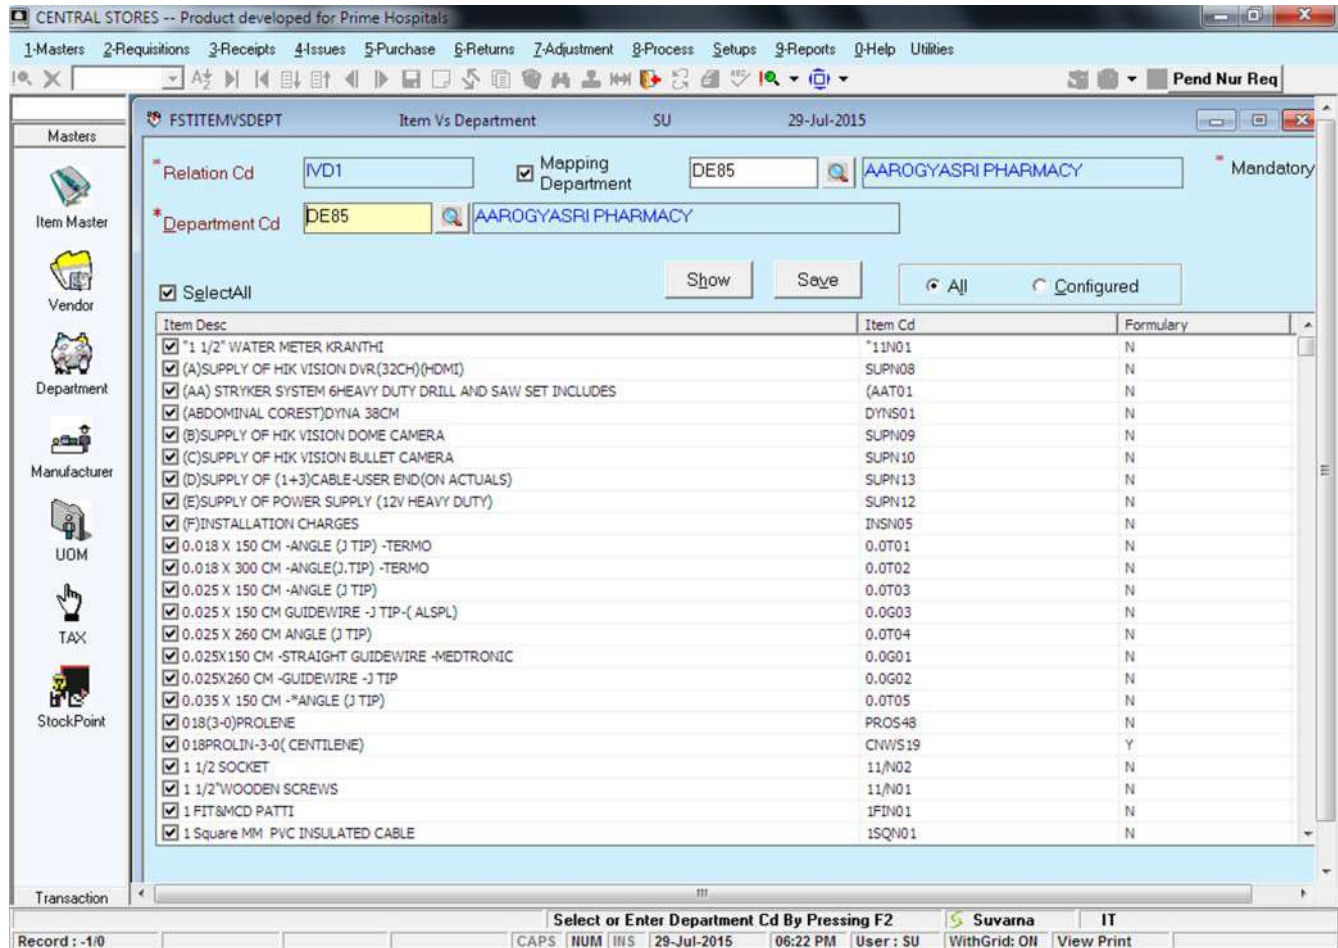 CENTRAL STORES -- Product developed for Prime Hospitals
1-Masters 2-Requisitions 3-Receipts 4-Issues 5-Purchase 6-Returns 7-Adjustment 8-Process Setups 9-Reports 0-Help Utilities
Pend Nur Req
Masters
Item Master
Vendor
Department
Manufacturer
UOM
TAX
StockPoint
Transaction
FSTITEMVSDEPT Item Vs Department SU 29-Jul-2015
*Relation Cd IVD1 Mapping Department DE85 AAROGYASRI PHARMACY * Mandatory
*Department Cd DE85 AAROGYASRI PHARMACY
SelectAll Show Save All Configured
Item Desc Item Cd Formulary
"1 1/2" WATER METER KRANTHI "11N01 N
(A)SUPPLY OF HIK VISION DVR(32CH)(HDMI) SUPN08 N
(AA) STRYKER SYSTEM 6HEAVY DUTY DRILL AND SAW SET INCLUDES (AAT01 N
(ABDOMINAL COREST)DYNA 38CM DYNS01 N
(B)SUPPLY OF HIK VISION DOME CAMERA SUPN09 N
(C)SUPPLY OF HIK VISION BULLET CAMERA SUPN10 N
(D)SUPPLY OF (1+3)CABLE-USER END(ON ACTUALS) SUPN13 N
(E)SUPPLY OF POWER SUPPLY (12V HEAVY DUTY) SUPN12 N
(F)INSTALLATION CHARGES INSN05 N
0.018 X 150 CM -ANGLE (J TIP) -TERMO 0.0T01 N
0.018 X 300 CM -ANGLE(J.TIP) -TERMO 0.0T02 N
0.025 X 150 CM -ANGLE (J TIP) 0.0T03 N
0.025 X 150 CM GUIDEWIRE -J TIP-( ALSPL) 0.0G03 N
0.025 X 260 CM ANGLE (J TIP) 0.0T04 N
0.025X150 CM -STRAIGHT GUIDEWIRE -MEDTRONIC 0.0G01 N
0.025X260 CM -GUIDEWIRE -J TIP 0.0G02 N
0.035 X 150 CM -*ANGLE (J TIP) 0.0T05 N
018(3-0)PROLENE PROS48 N
018PROLIN-3-0( CENTILENE) CNWS19 Y
1 1/2 SOCKET 11/N02 N
1 1/2"WOODEN SCREWS 11/N01 N
1 FIT&MCD PATTI 1FIN01 N
1 Square MM PVC INSULATED CABLE 1SQN01 N
Select or Enter Department Cd By Pressing F2 Suvarna IT
Record : -1/0 CAPS NUM INS 29-Jul-2015 06:22 PM User : SU WithGrid: ON View Print